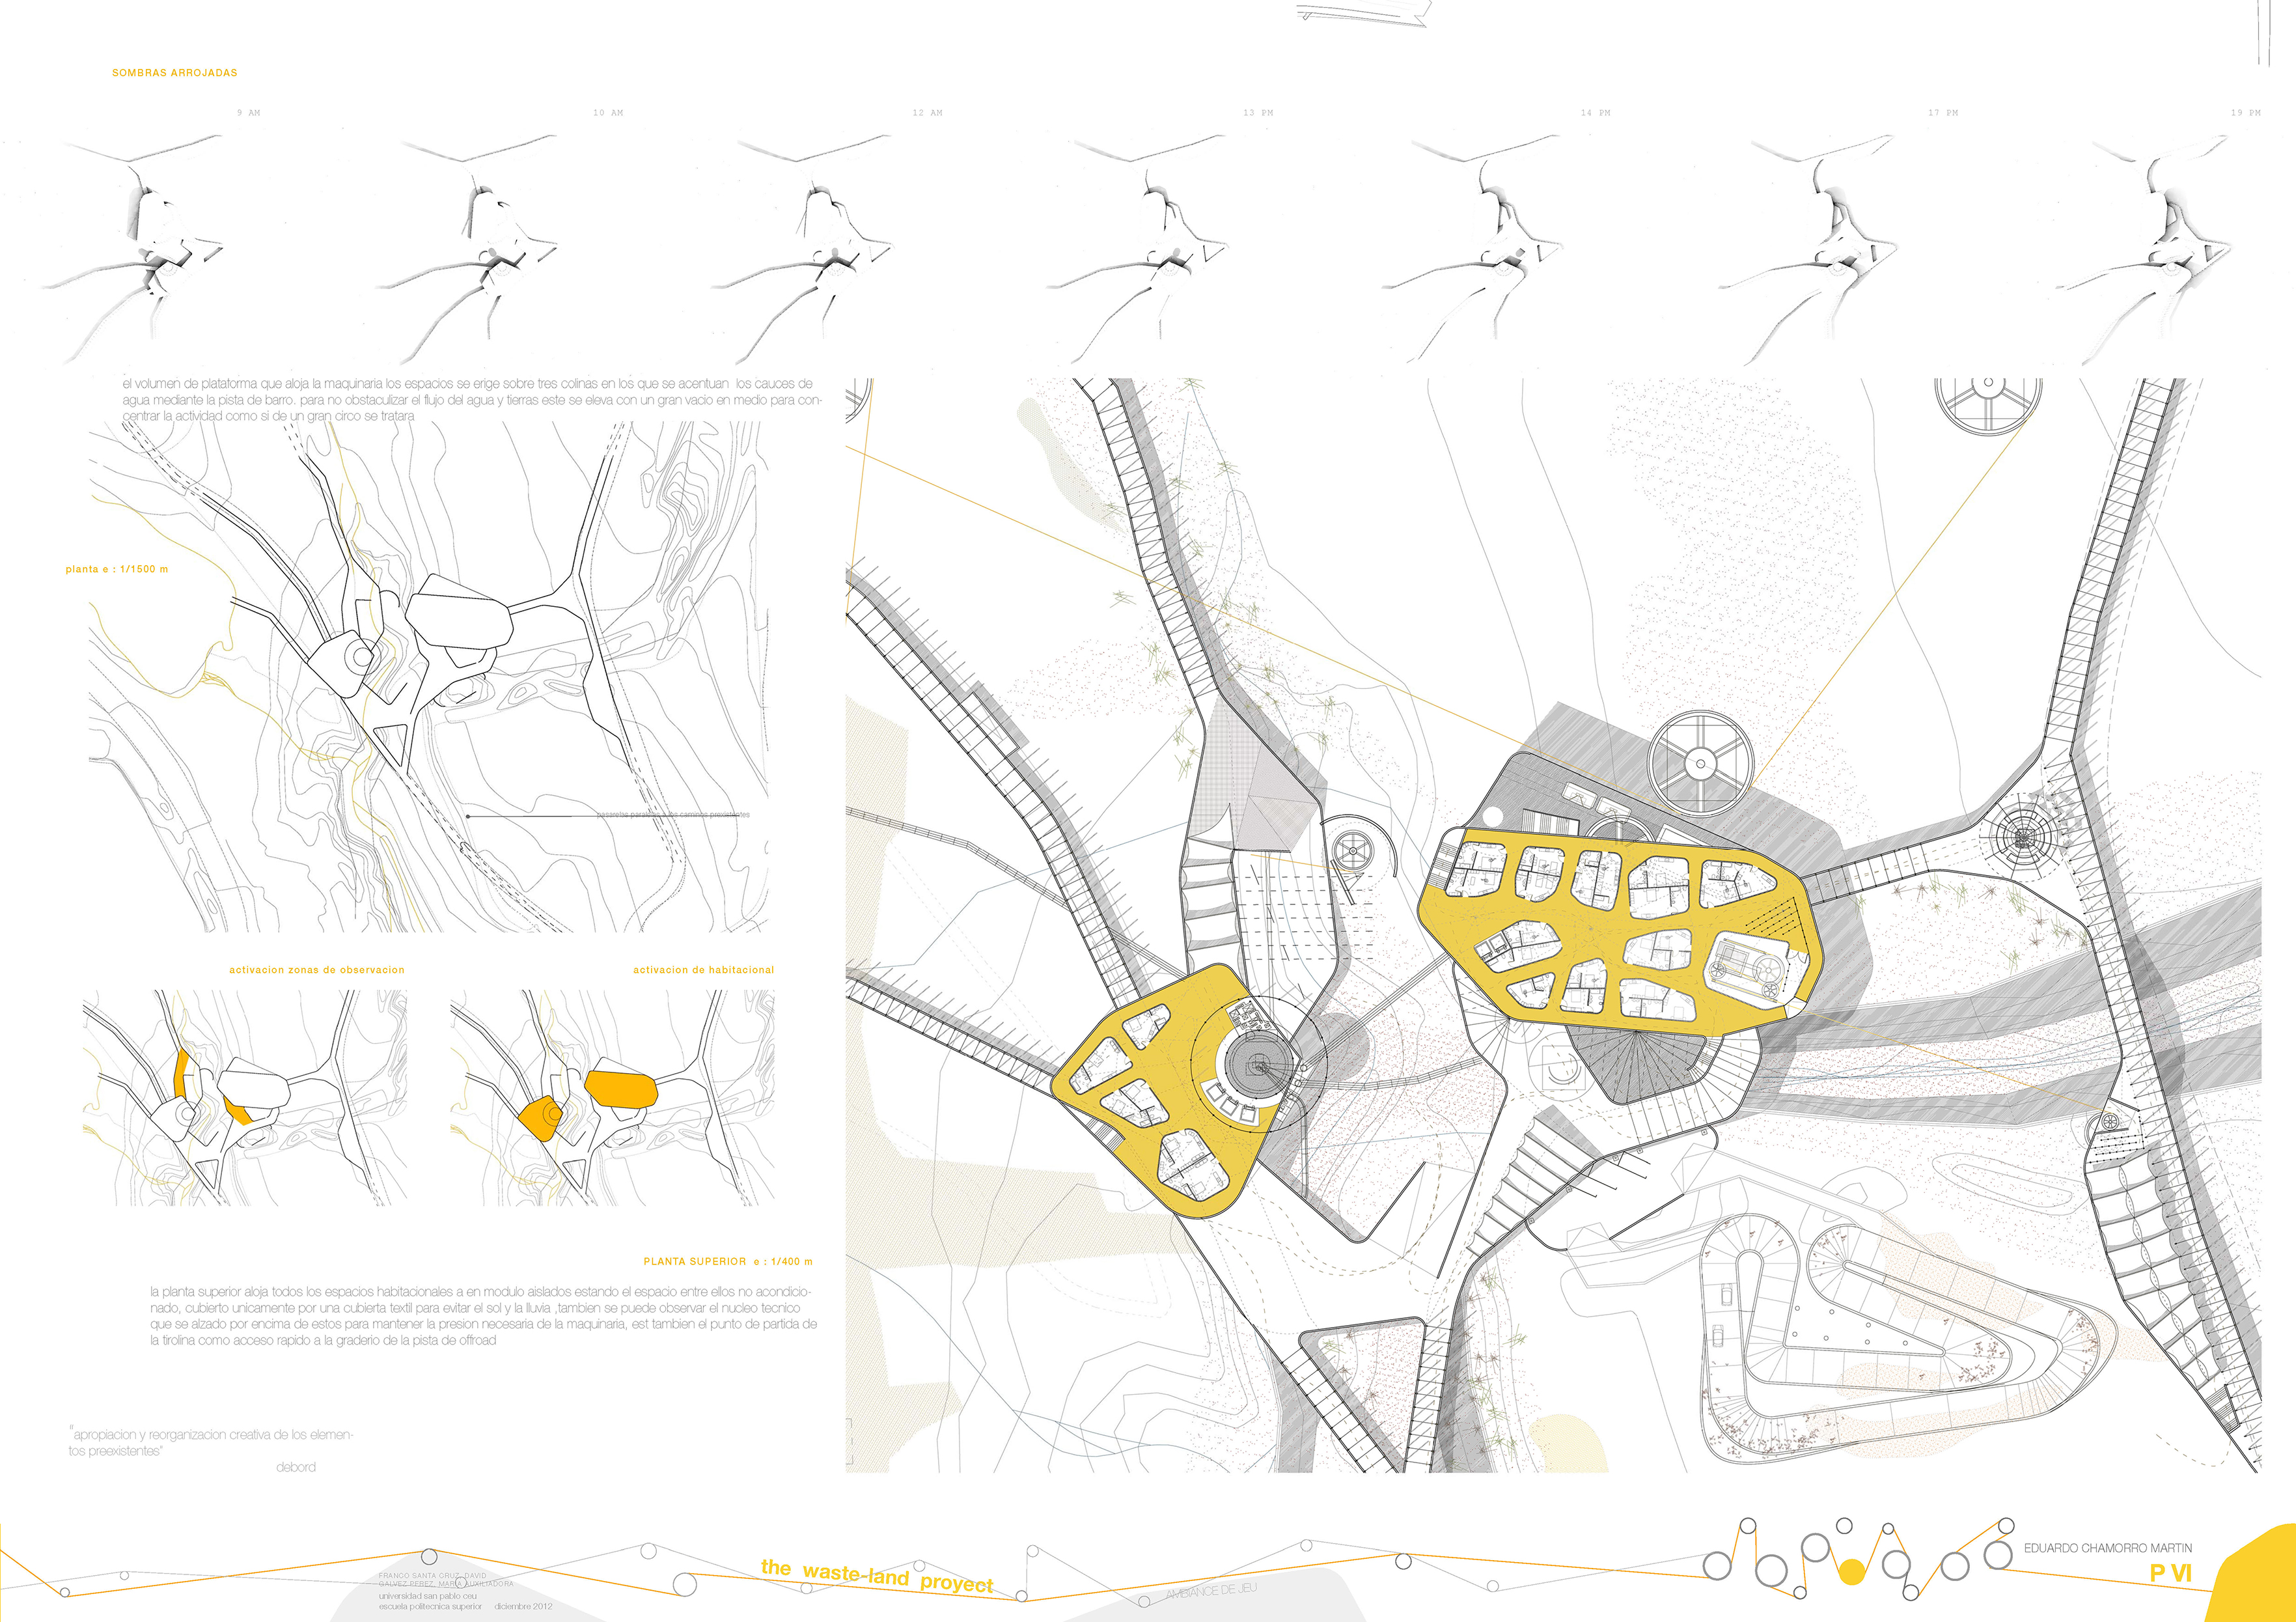 SOMBRAS ARROJADAS
9 AM
10 AM
12 AM
13 PM
14 PM
17 PM
19 PM
el volumen de plataforma que aloja la maquinaria los espacios se erige sobre tres colinas en los que se acentuan los cauces de
agua mediante la pista de barro. para no obstaculizar el flujo del agua y tierras este se eleva con un gran vacio en medio para con-
centrar la actividad como si de un gran circo se tratara
planta e : 1/1500 m
pasarelas paralelas a los caminos preexistentes
activacion zonas de observacion
activacion de habitacional
PLANTA SUPERIOR e : 1/400 m
la planta superior aloja todos los espacios habitacionales a en modulo aislados estando el espacio entre ellos no acondicio-
nado, cubierto unicamente por una cubierta textil para evitar el sol y la lluvia ,tambien se puede observar el nucleo tecnico
que se alzado por encima de estos para mantener la presion necesaria de la maquinaria, est tambien el punto de partida de
la tirolina como acceso rapido a la graderio de la pista de offroad
"apropiacion y reorganizacion creativa de los elemen-
tos preexistentes"
debord
FRANCO SANTA CRUZ, DAVID
GALVEZ PEREZ, MARIA AUXILIADORA
universidad san pablo ceu
escuela politecnica superior diciembre 2012
the waste-land proyect
AMBIANCE DE JEU
EDUARDO CHAMORRO MARTIN
P VI